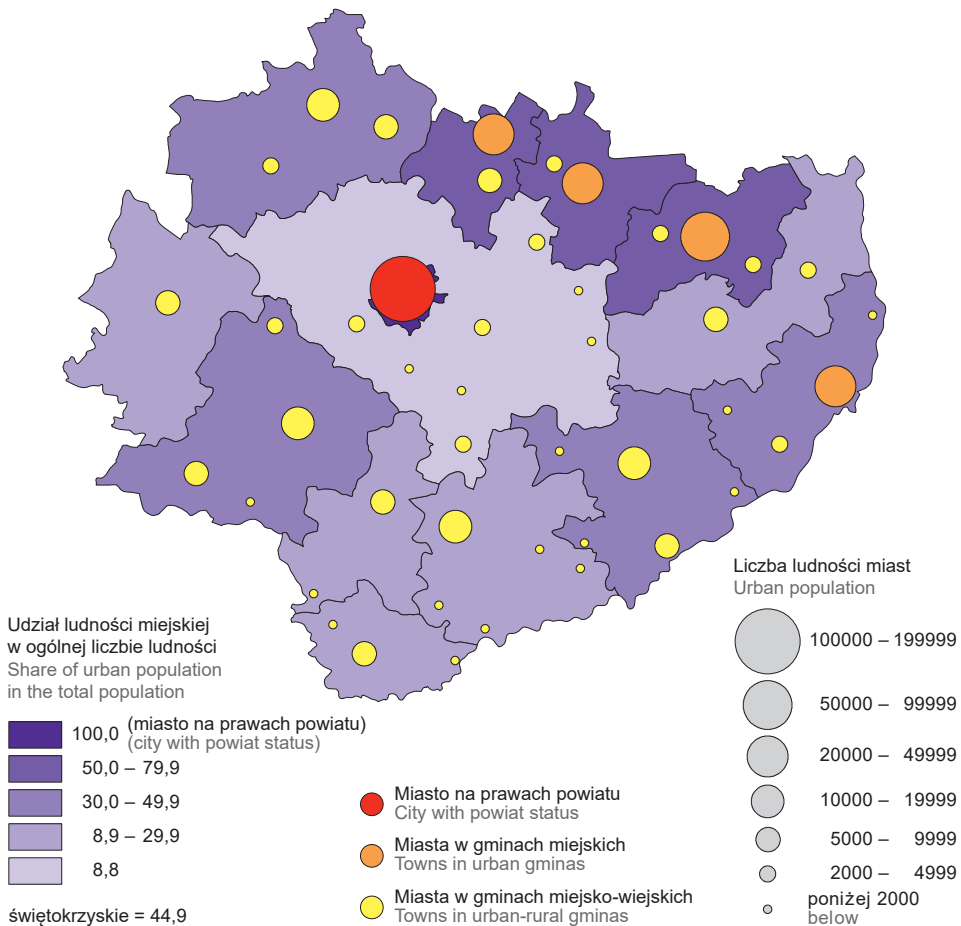 Udział ludności miejskiej
w ogólnej liczbie ludności
Share of urban population
in the total population
100,0 (miasto na prawach powiatu)
(city with powiat status)
50,0 – 79,9
30,0 – 49,9
8,9 – 29,9
8,8
świętokrzyskie = 44,9
Miasto na prawach powiatu
City with powiat status
Miasta w gminach miejskich
Towns in urban gminas
Miasta w gminach miejsko-wiejskich
Towns in urban-rural gminas
Liczba ludności miast
Urban population
100000 – 199999
50000 – 99999
20000 – 49999
10000 – 19999
5000 – 9999
2000 – 4999
poniżej 2000
below